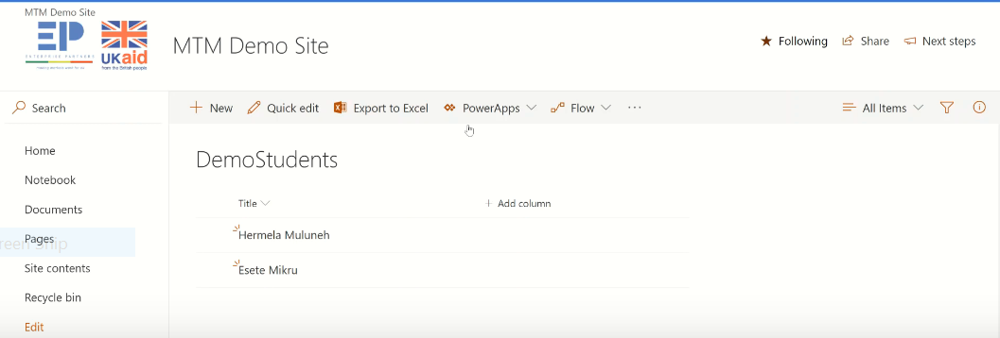 MTM Demo Site
EP
ENTERPRISE PARTNERS
UKaid
from the British people
MTM Demo Site
Following Share Next steps
Search
New Quick edit Export to Excel PowerApps Flow ··· All Items
Home
Notebook
Documents
Pages
Site contents
Recycle bin
Edit
DemoStudents
Title + Add column
Hermela Muluneh
Esete Mikru